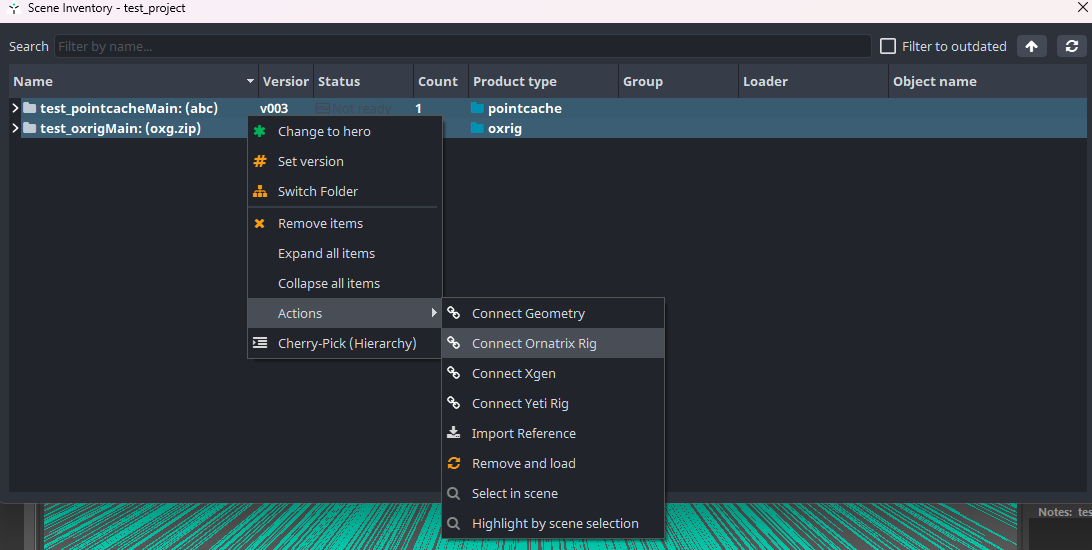 Scene Inventory - test_project
Search Filter by name... Filter to outdated
Name Version Status Count Product type Group Loader Object name
test_pointcacheMain: (abc) v003 Not ready 1 pointcache
test_oxrigMain: (oxg.zip) oxrig
Change to hero
Set version
Switch Folder
Remove items
Expand all items
Collapse all items
Actions
Cherry-Pick (Hierarchy)
Connect Geometry
Connect Ornatrix Rig
Connect Xgen
Connect Yeti Rig
Import Reference
Remove and load
Select in scene
Highlight by scene selection
Notes: tes